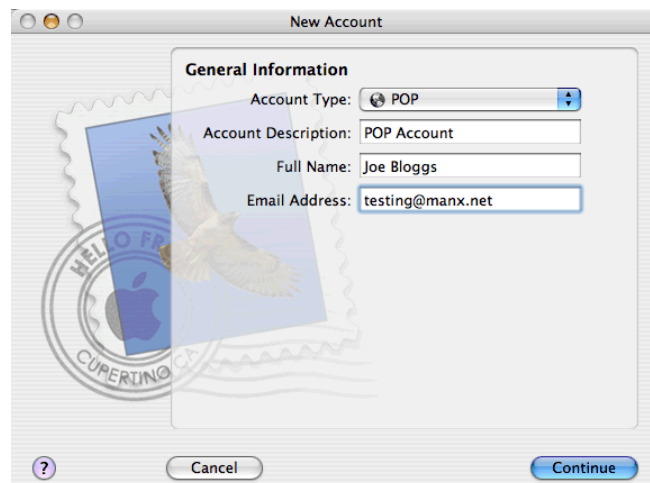 New Account
General Information
Account Type: POP
Account Description: POP Account
Full Name: Joe Bloggs
Email Address: testing@manx.net
HELLO FR
CUPERTINO CA
? Cancel Continue